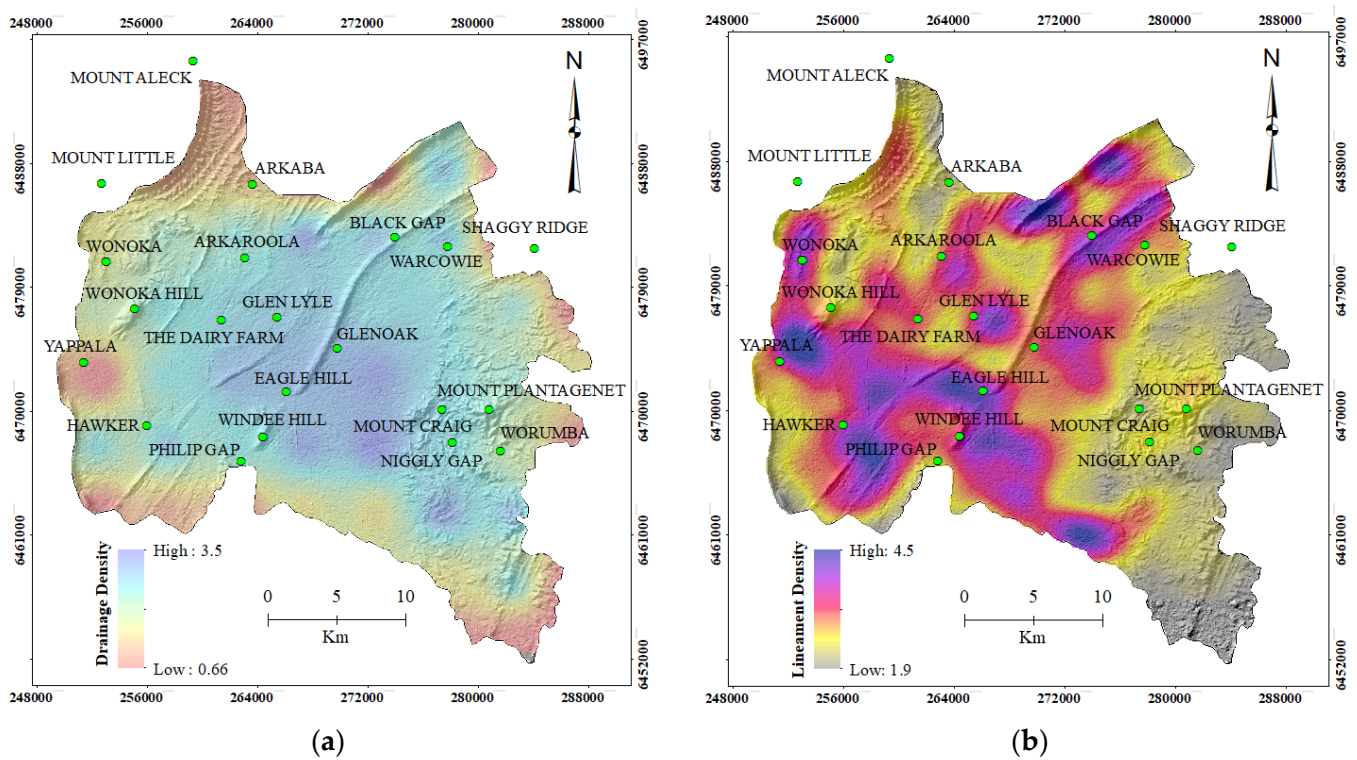 248000 256000 264000 272000 280000 288000
6497000
MOUNT ALECK
N
MOUNT LITTLE
ARKABA
6488000
BLACK GAP
SHAGGY RIDGE
WONOKA
ARKAROOLA
WARCOWIE
6479000
WONOKA HILL
GLEN LYLE
THE DAIRY FARM
GLENOAK
YAPPALA
EAGLE HILL
MOUNT PLANTAGENET
6470000
HAWKER
WINDEE HILL
MOUNT CRAIG
WORUMBA
PHILIP GAP
NIGGLY GAP
6461000
Drainage Density
High : 3.5
Low : 0.66
0 5 10
Km
6452000
248000 256000 264000 272000 280000 288000
(a)
248000 256000 264000 272000 280000 288000
6497000
MOUNT ALECK
N
MOUNT LITTLE
ARKABA
6488000
BLACK GAP
SHAGGY RIDGE
WONOKA
ARKAROOLA
WARCOWIE
6479000
WONOKA HILL
GLEN LYLE
THE DAIRY FARM
GLENOAK
YAPPALA
EAGLE HILL
MOUNT PLANTAGENET
6470000
HAWKER
WINDEE HILL
MOUNT CRAIG
WORUMBA
PHILIP GAP
NIGGLY GAP
6461000
Lineament Density
High: 4.5
Low: 1.9
0 5 10
Km
6452000
248000 256000 264000 272000 280000 288000
(b)